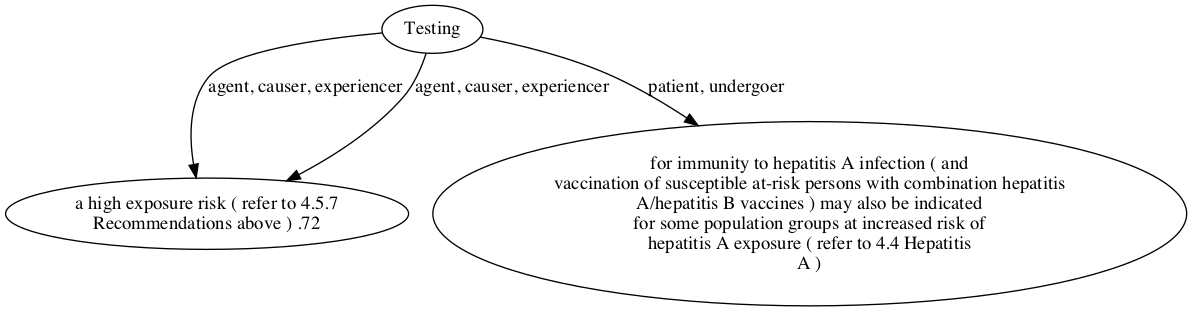 Testing
agent, causer, experiencer
agent, causer, experiencer
patient, undergoer
a high exposure risk ( refer to 4.5.7
Recommendations above ) .72
for immunity to hepatitis A infection ( and
vaccination of susceptible at-risk persons with combination hepatitis
A/hepatitis B vaccines ) may also be indicated
for some population groups at increased risk of
hepatitis A exposure ( refer to 4.4 Hepatitis
A )